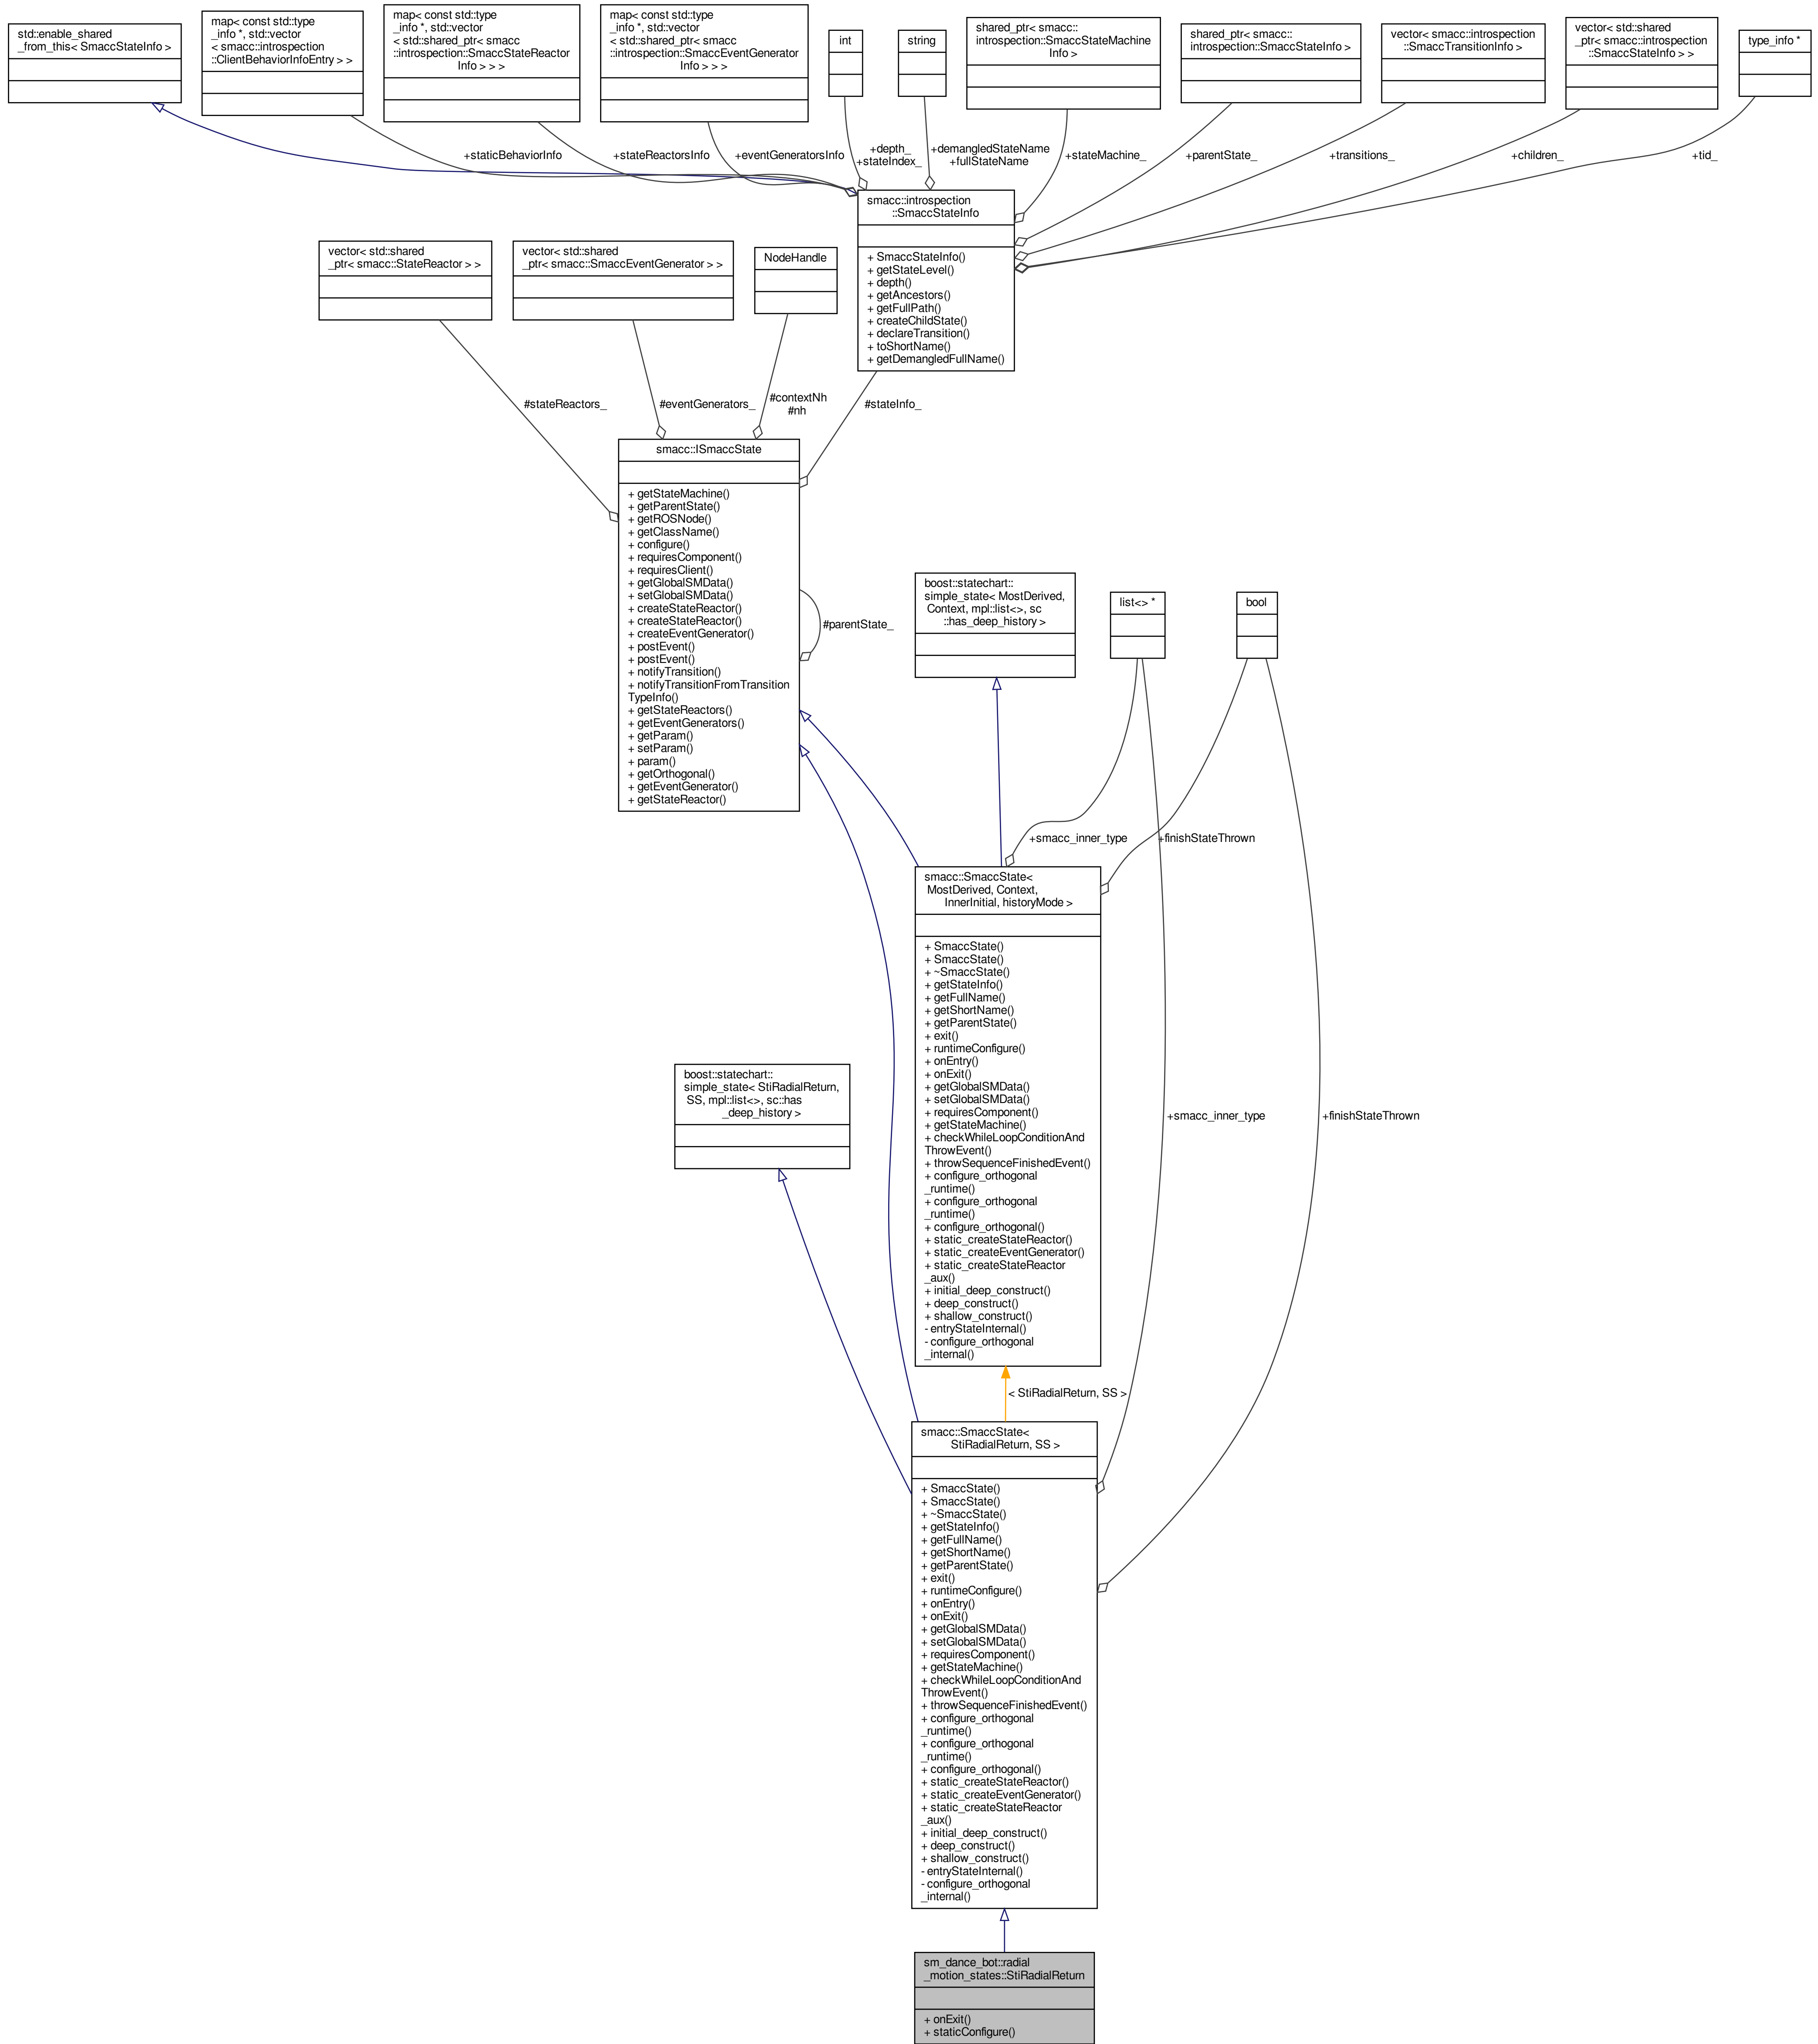 std::enable_shared
_from_this< SmaccStateInfo >
map< const std::type
_info *, std::vector
< smacc::introspection
::ClientBehaviorInfoEntry > >
map< const std::type
_info *, std::vector
< std::shared_ptr< smacc
::introspection::SmaccStateReactor
Info > > >
map< const std::type
_info *, std::vector
< std::shared_ptr< smacc
::introspection::SmaccEventGenerator
Info > > >
int
string
shared_ptr< smacc::
introspection::SmaccStateMachine
Info >
shared_ptr< smacc::
introspection::SmaccStateInfo >
vector< smacc::introspection
::SmaccTransitionInfo >
vector< std::shared
_ptr< smacc::introspection
::SmaccStateInfo > >
type_info *
+staticBehaviorInfo
+stateReactorsInfo
+eventGeneratorsInfo
+depth_
+stateIndex_
+demangledStateName
+fullStateName
+stateMachine_
+parentState_
+transitions_
+children_
+tid_
smacc::introspection
::SmaccStateInfo
+ SmaccStateInfo()
+ getStateLevel()
+ depth()
+ getAncestors()
+ getFullPath()
+ createChildState()
+ declareTransition()
+ toShortName()
+ getDemangledFullName()
vector< std::shared
_ptr< smacc::StateReactor > >
vector< std::shared
_ptr< smacc::SmaccEventGenerator > >
NodeHandle
#stateReactors_
#eventGenerators_
#contextNh
#nh
#stateInfo_
smacc::ISmaccState
+ getStateMachine()
+ getParentState()
+ getROSNode()
+ getClassName()
+ configure()
+ requiresComponent()
+ requiresClient()
+ getGlobalSMData()
+ setGlobalSMData()
+ createStateReactor()
+ createStateReactor()
+ createEventGenerator()
+ postEvent()
+ postEvent()
+ notifyTransition()
+ notifyTransitionFromTransition
TypeInfo()
+ getStateReactors()
+ getEventGenerators()
+ getParam()
+ setParam()
+ param()
+ getOrthogonal()
+ getEventGenerator()
+ getStateReactor()
#parentState_
boost::statechart::
simple_state< MostDerived,
Context, mpl::list<>, sc
::has_deep_history >
list<> *
bool
+smacc_inner_type
+finishStateThrown
smacc::SmaccState<
MostDerived, Context,
InnerInitial, historyMode >
+ SmaccState()
+ SmaccState()
+ ~SmaccState()
+ getStateInfo()
+ getFullName()
+ getShortName()
+ getParentState()
+ exit()
+ runtimeConfigure()
+ onEntry()
+ onExit()
+ getGlobalSMData()
+ setGlobalSMData()
+ requiresComponent()
+ getStateMachine()
+ checkWhileLoopConditionAnd
ThrowEvent()
+ throwSequenceFinishedEvent()
+ configure_orthogonal
_runtime()
+ configure_orthogonal
_runtime()
+ configure_orthogonal()
+ static_createStateReactor()
+ static_createEventGenerator()
+ static_createStateReactor
_aux()
+ initial_deep_construct()
+ deep_construct()
+ shallow_construct()
- entryStateInternal()
- configure_orthogonal
_internal()
boost::statechart::
simple_state< StiRadialReturn,
SS, mpl::list<>, sc::has
_deep_history >
+smacc_inner_type
+finishStateThrown
< StiRadialReturn, SS >
smacc::SmaccState<
StiRadialReturn, SS >
+ SmaccState()
+ SmaccState()
+ ~SmaccState()
+ getStateInfo()
+ getFullName()
+ getShortName()
+ getParentState()
+ exit()
+ runtimeConfigure()
+ onEntry()
+ onExit()
+ getGlobalSMData()
+ setGlobalSMData()
+ requiresComponent()
+ getStateMachine()
+ checkWhileLoopConditionAnd
ThrowEvent()
+ throwSequenceFinishedEvent()
+ configure_orthogonal
_runtime()
+ configure_orthogonal
_runtime()
+ configure_orthogonal()
+ static_createStateReactor()
+ static_createEventGenerator()
+ static_createStateReactor
_aux()
+ initial_deep_construct()
+ deep_construct()
+ shallow_construct()
- entryStateInternal()
- configure_orthogonal
_internal()
sm_dance_bot::radial
_motion_states::StiRadialReturn
+ onExit()
+ staticConfigure()